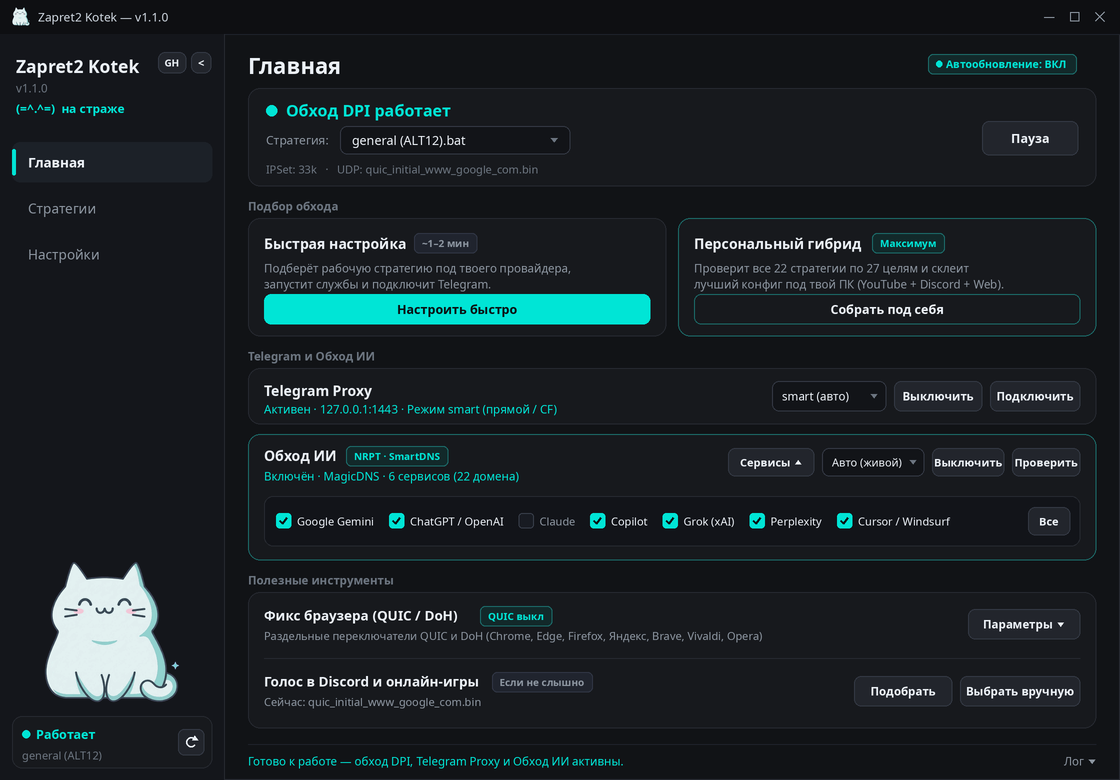 Zapret2 Kotek — v1.1.0
Zapret2 Kotek
GH
<
v1.1.0
(=^.^=) на страже
Главная
Стратегии
Настройки
Работает
general (ALT12)
Главная
Автообновление: ВКЛ
Обход DPI работает
Стратегия:
general (ALT12).bat
Пауза
IPSet: 33k · UDP: quic_initial_www_google_com.bin
Подбор обхода
Быстрая настройка
~1–2 мин
Подберёт рабочую стратегию под твоего провайдера,
запустит службы и подключит Telegram.
Настроить быстро
Персональный гибрид
Максимум
Проверит все 22 стратегии по 27 целям и склеит
лучший конфиг под твой ПК (YouTube + Discord + Web).
Собрать под себя
Telegram и Обход ИИ
Telegram Proxy
Активен · 127.0.0.1:1443 · Режим smart (прямой / CF)
smart (авто)
Выключить
Подключить
Обход ИИ
NRPT · SmartDNS
Включён · MagicDNS · 6 сервисов (22 домена)
Сервисы
Авто (живой)
Выключить
Проверить
Google Gemini
ChatGPT / OpenAI
Claude
Copilot
Grok (xAI)
Perplexity
Cursor / Windsurf
Все
Полезные инструменты
Фикс браузера (QUIC / DoH)
QUIC выкл
Раздельные переключатели QUIC и DoH (Chrome, Edge, Firefox, Яндекс, Brave, Vivaldi, Opera)
Параметры
Голос в Discord и онлайн-игры
Если не слышно
Сейчас: quic_initial_www_google_com.bin
Подобрать
Выбрать вручную
Готово к работе — обход DPI, Telegram Proxy и Обход ИИ активны.
Лог